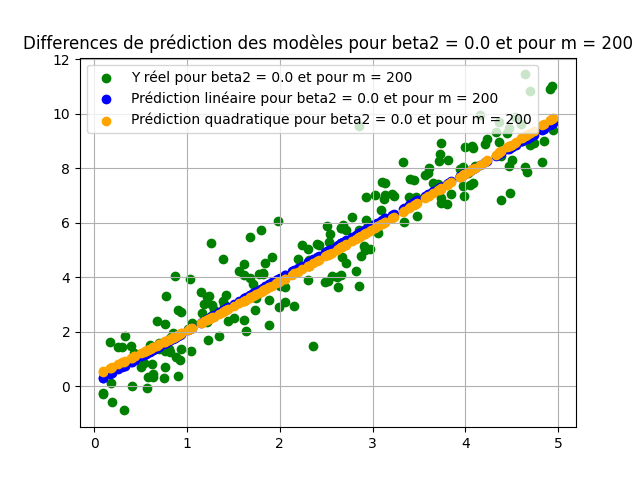 Differences de prédiction des modèles pour beta2 = 0.0 et pour m = 200
12
10
8
6
4
2
0
Y réel pour beta2 = 0.0 et pour m = 200
Prédiction linéaire pour beta2 = 0.0 et pour m = 200
Prédiction quadratique pour beta2 = 0.0 et pour m = 200
0 1 2 3 4 5